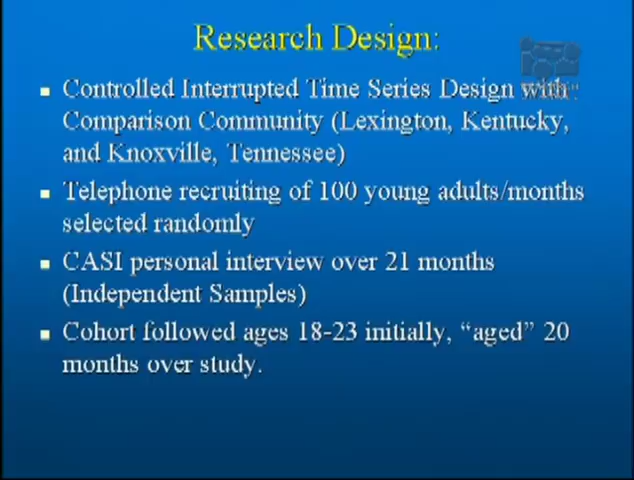 Research Design:
Controlled Interrupted Time Series Design with
Comparison Community (Lexington, Kentucky,
and Knoxville, Tennessee)
Telephone recruiting of 100 young adults/months
selected randomly
CASI personal interview over 21 months
(Independent Samples)
Cohort followed ages 18-23 initially, “aged” 20
months over study.